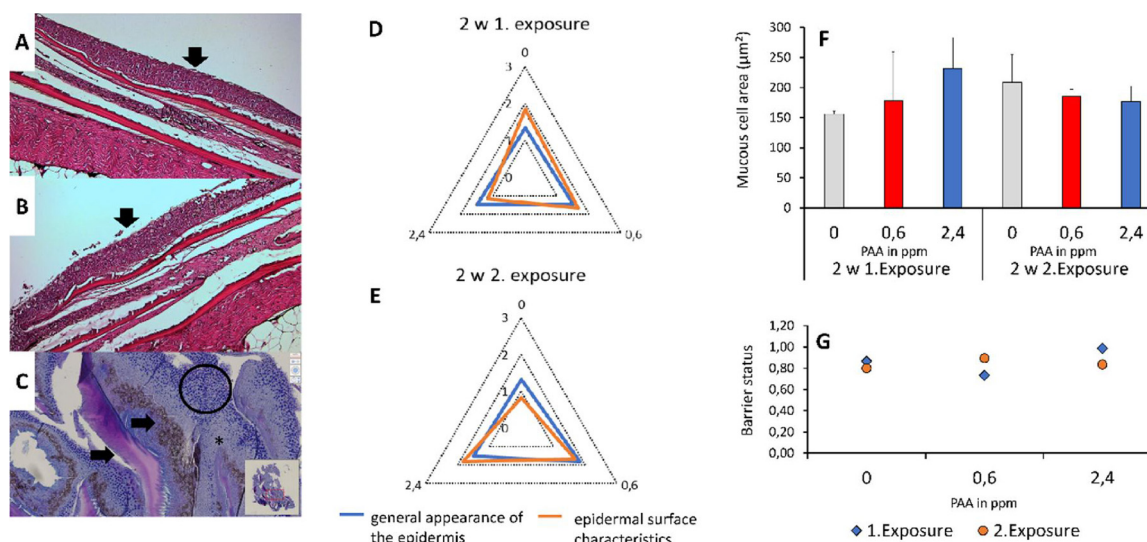 A
B
C
*
D
2 w 1. exposure
0
3
2
1
0
2,4
0,6
E
2 w 2. exposure
0
3
2
1
0
2,4
0,6
general appearance of
the epidermis
epidermal surface
characteristics
F
Mucous cell area (µm²)
300
250
200
150
100
50
0
0 0,6 2,4 0 0,6 2,4
PAA in ppm PAA in ppm
2 w 1.Exposure 2 w 2.Exposure
G
Barrier status
1,20
1,00
0,80
0,60
0,40
0,20
0,00
0 0,6 2,4
PAA in ppm
1.Exposure 2.Exposure